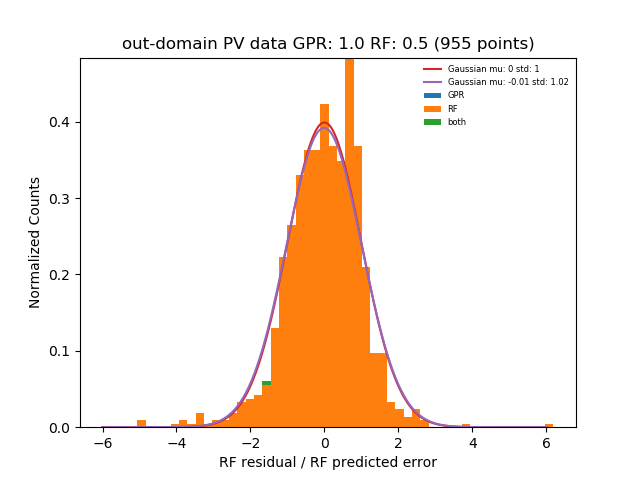 out-domain PV data GPR: 1.0 RF: 0.5 (955 points)
Gaussian mu: 0 std: 1
Gaussian mu: -0.01 std: 1.02
GPR
RF
both
Normalized Counts
0.4
0.3
0.2
0.1
0.0
−6 −4 −2 0 2 4 6
RF residual / RF predicted error